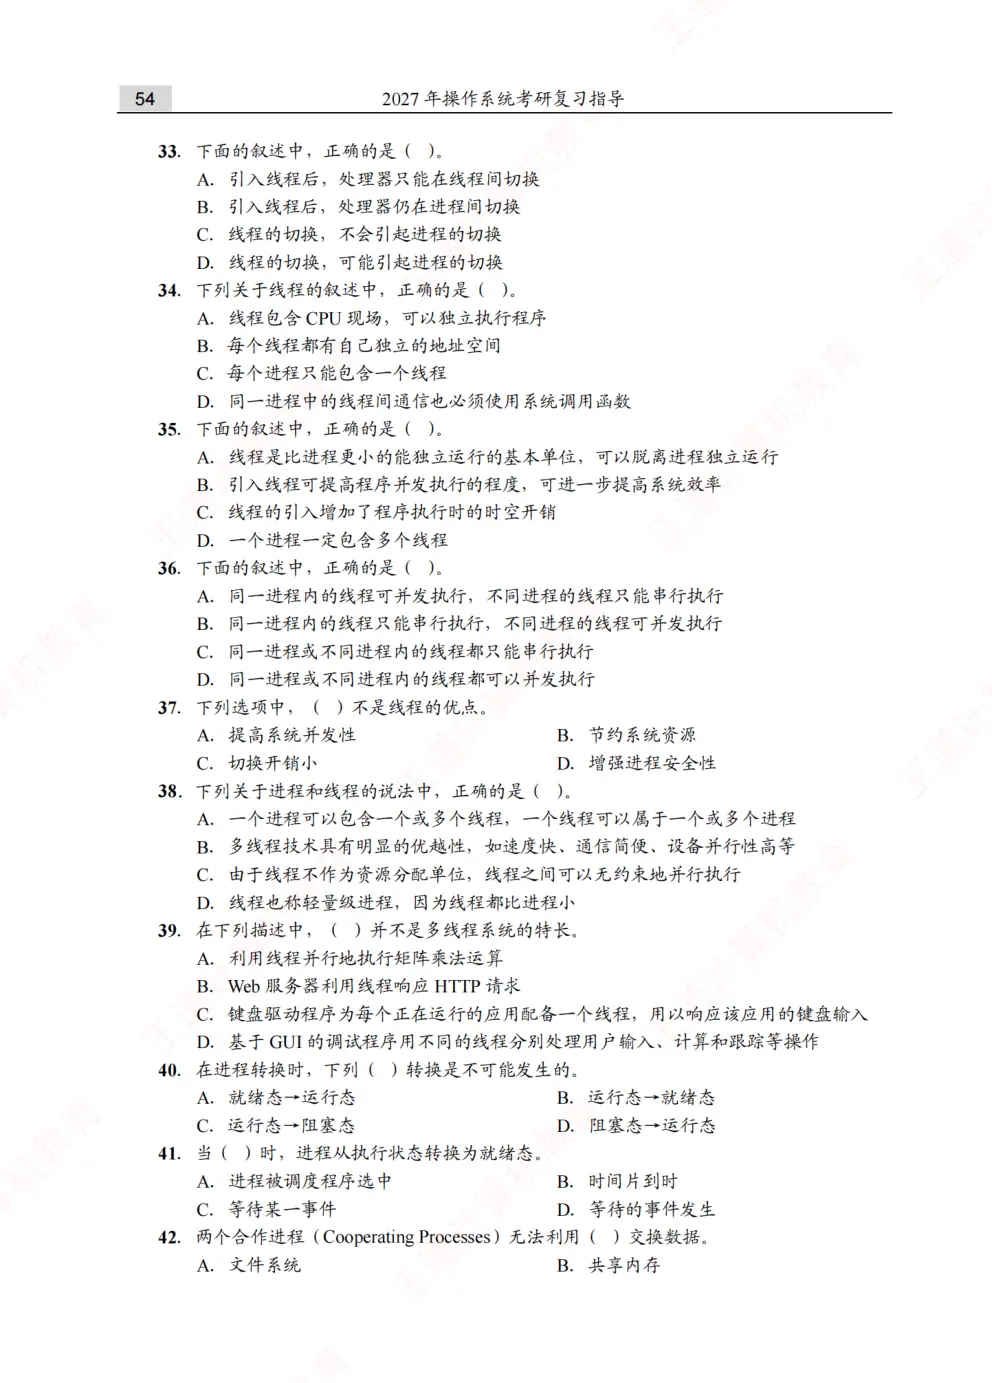 54
2027 年操作系统考研复习指导
33. 下面的叙述中，正确的是（ ）。
A. 引入线程后，处理器只能在线程间切换
B. 引入线程后，处理器仍在进程间切换
C. 线程的切换，不会引起进程的切换
D. 线程的切换，可能引起进程的切换
34. 下列关于线程的叙述中，正确的是（ ）。
A. 线程包含 CPU 现场，可以独立执行程序
B. 每个线程都有自己独立的地址空间
C. 每个进程只能包含一个线程
D. 同一进程中的线程间通信也必须使用系统调用函数
35. 下面的叙述中，正确的是（ ）。
A. 线程是比进程更小的能独立运行的基本单位，可以脱离进程独立运行
B. 引入线程可提高程序并发执行的程度，可进一步提高系统效率
C. 线程的引入增加了程序执行时的时空开销
D. 一个进程一定包含多个线程
36. 下面的叙述中，正确的是（ ）。
A. 同一进程内的线程可并发执行，不同进程的线程只能串行执行
B. 同一进程内的线程只能串行执行，不同进程的线程可并发执行
C. 同一进程或不同进程内的线程都只能串行执行
D. 同一进程或不同进程内的线程都可以并发执行
37. 下列选项中，（ ）不是线程的优点。
A. 提高系统并发性 B. 节约系统资源
C. 切换开销小 D. 增强进程安全性
38. 下列关于进程和线程的说法中，正确的是（ ）。
A. 一个进程可以包含一个或多个线程，一个线程可以属于一个或多个进程
B. 多线程技术具有明显的优越性，如速度快、通信简便、设备并行性高等
C. 由于线程不作为资源分配单位，线程之间可以无约束地并行执行
D. 线程也称轻量级进程，因为线程都比进程小
39. 在下列描述中，（ ）并不是多线程系统的特长。
A. 利用线程并行地执行矩阵乘法运算
B. Web 服务器利用线程响应 HTTP 请求
C. 键盘驱动程序为每个正在运行的应用配备一个线程，用以响应该应用的键盘输入
D. 基于 GUI 的调试程序用不同的线程分别处理用户输入、计算和跟踪等操作
40. 在进程转换时，下列（ ）转换是不可能发生的。
A. 就绪态→运行态 B. 运行态→就绪态
C. 运行态→阻塞态 D. 阻塞态→运行态
41. 当（ ）时，进程从执行状态转换为就绪态。
A. 进程被调度程序选中 B. 时间片到时
C. 等待某一事件 D. 等待的事件发生
42. 两个合作进程（Cooperating Processes）无法利用（ ）交换数据。
A. 文件系统 B. 共享内存